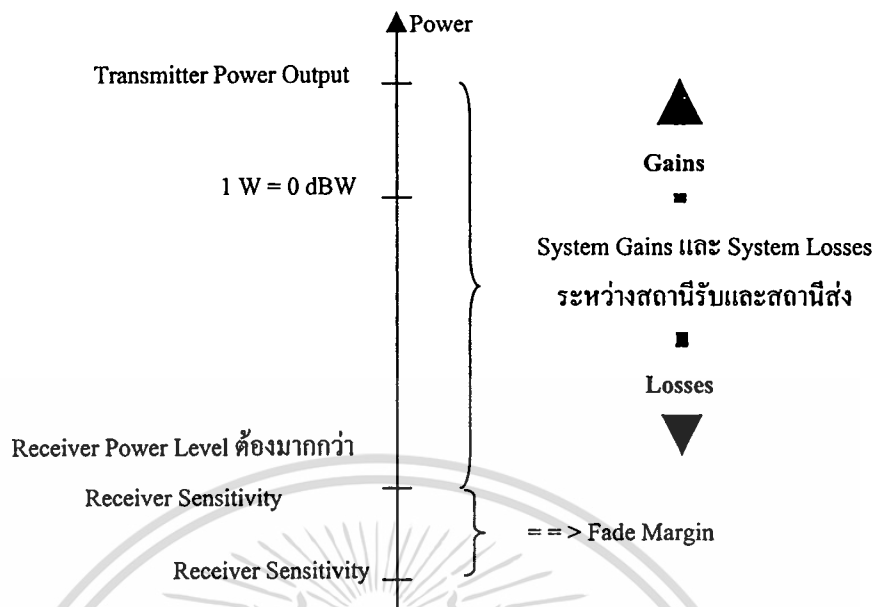 Power
Transmitter Power Output
Gains
1 W = 0 dBW
System Gains และ System Losses
ระหว่างสถานีรับและสถานีส่ง
Losses
Receiver Power Level ต้องมากกว่า
Receiver Sensitivity
= = > Fade Margin
Receiver Sensitivity